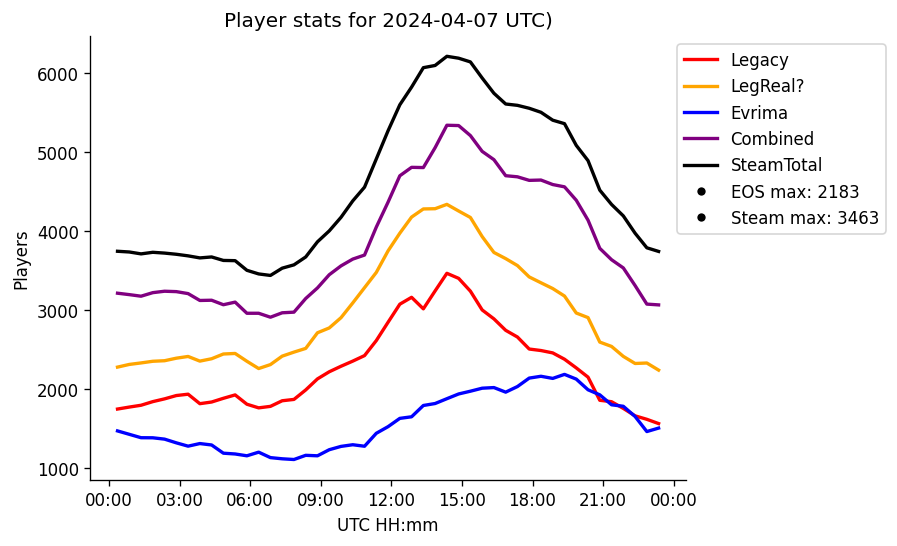 Player stats for 2024-04-07 UTC)
Legacy
LegReal?
Evrima
Combined
SteamTotal
EOS max: 2183
Steam max: 3463
Players
6000
5000
4000
3000
2000
1000
00:00 03:00 06:00 09:00 12:00 15:00 18:00 21:00 00:00
UTC HH:mm